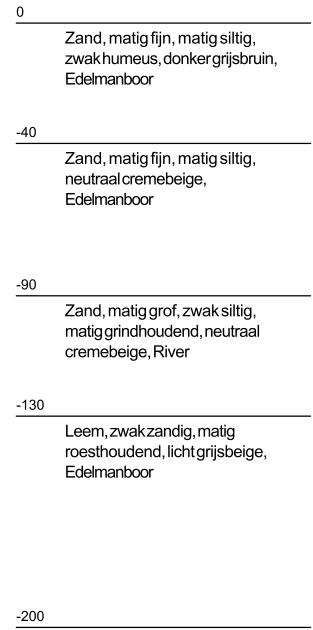 0
Zand, matig fijn, matig siltig,
zwak humeus, donker grijsbruin,
Edelmanboor
-40
Zand, matig fijn, matig siltig,
neutraal cremebeige,
Edelmanboor
-90
Zand, matig grof, zwak siltig,
matig grindhoudend, neutraal
cremebeige, River
-130
Leem, zwak zandig, matig
roesthoudend, licht grijsbeige,
Edelmanboor
-200